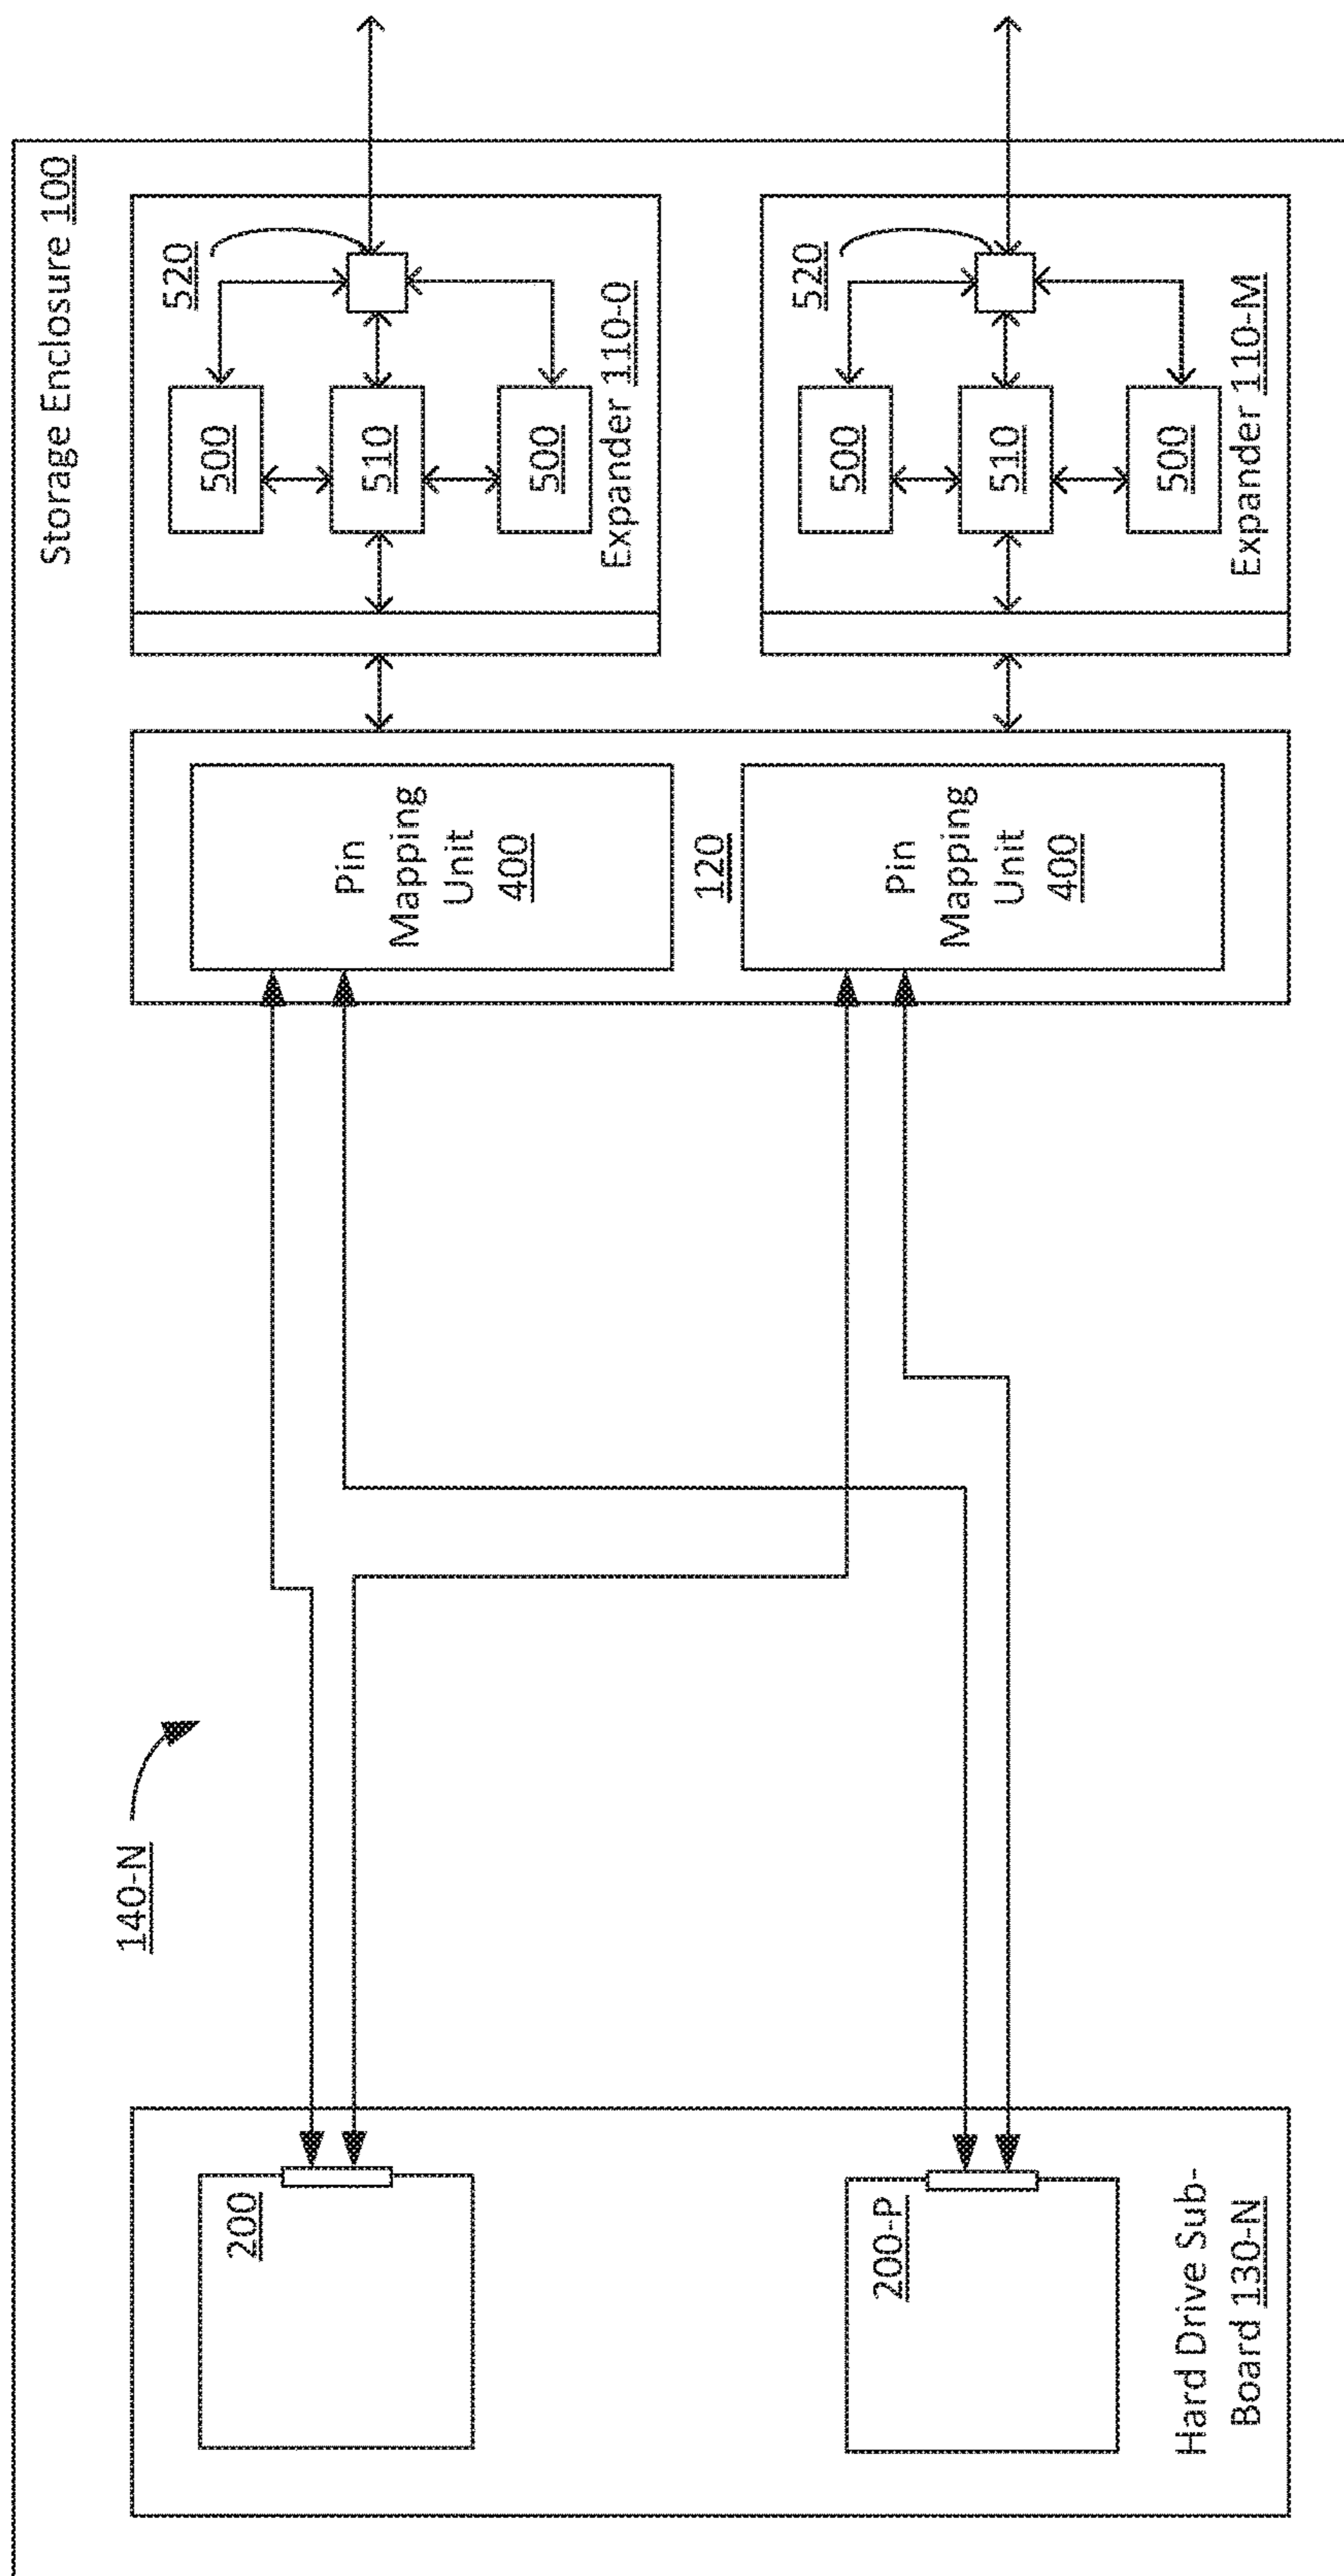 Storage Enclosure 100
520
500
510
500
Expander 110-0
520
500
510
500
Expander 110-M
Pin
Mapping
Unit
400
120
Pin
Mapping
Unit
400
140-N
200
200-P
Hard Drive Sub-
Board 130-N